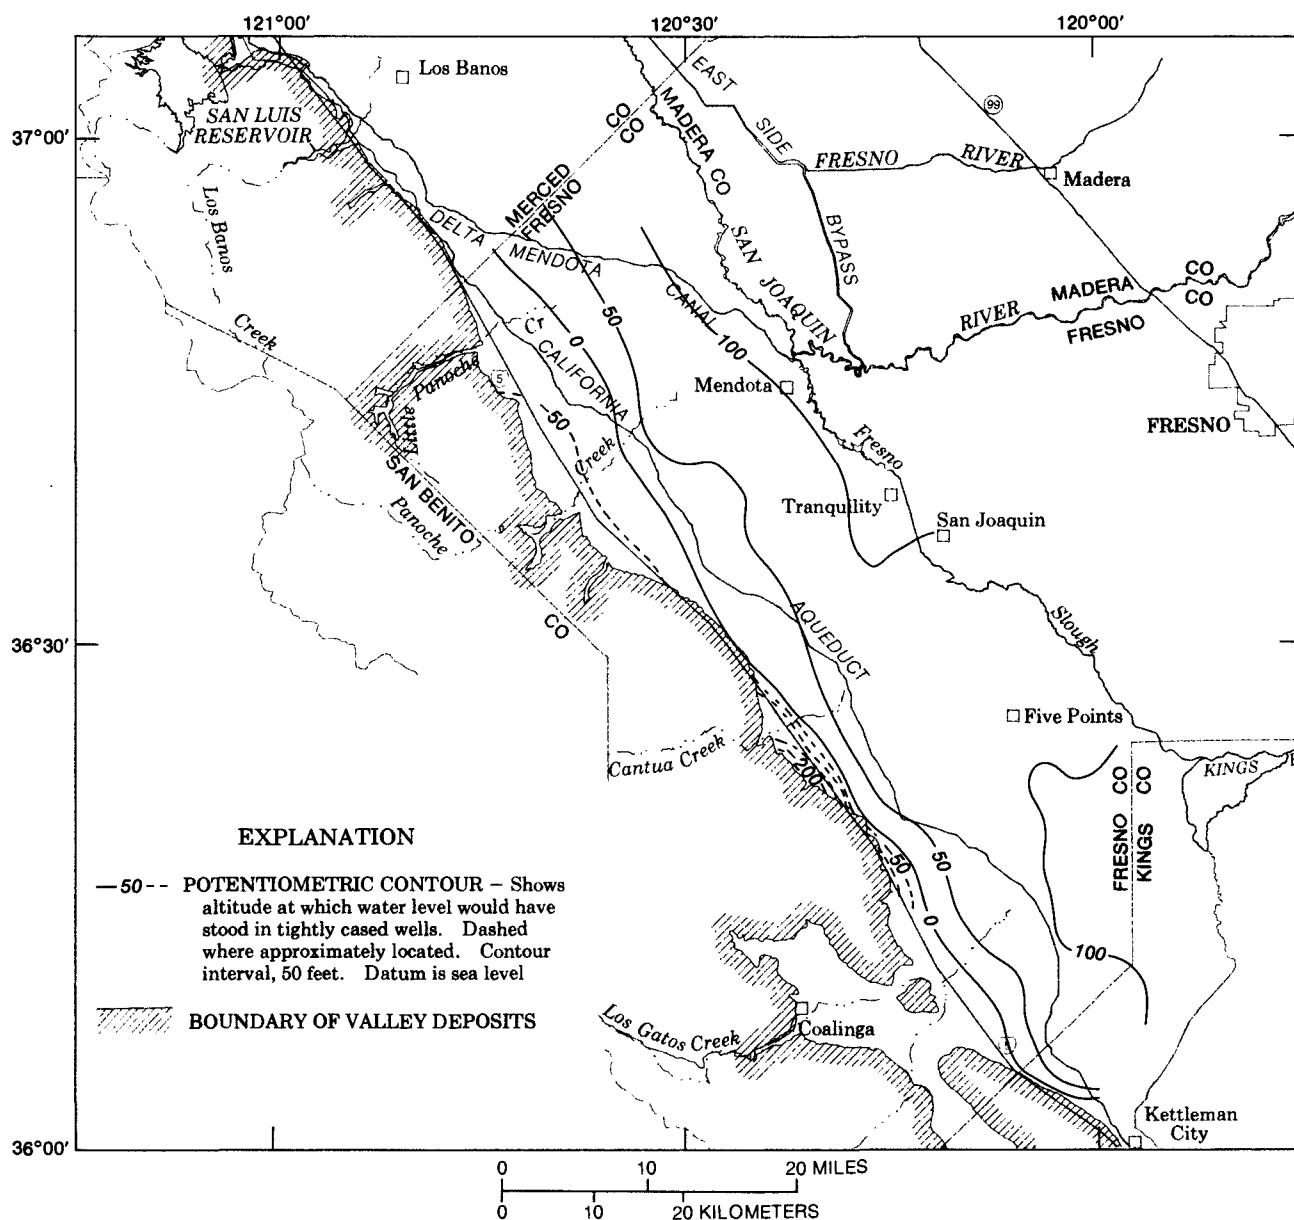 121°00'
120°30'
120°00'
Los Banos
EAST
SIDE
BYPASS
99
SAN LUIS
RESERVOIR
37°00'
MADERA CO
CO
CO
FRESNO RIVER
Madera
MERCED
FRESNO
Los Banos
Creek
DELTA
MENDOTA
CANAL
SAN JOAQUIN
RIVER
MADERA CO
FRESNO CO
50
0
100
Cr
CALIFORNIA
Panoche
Little
5
-50
Mendota
FRESNO
Creek
Fresno
SAN BENITO
CO
Panoche
Tranquility
San Joaquin
36°30'
AQUEDUCT
Slough
Five Points
Cantua Creek
-200
KINGS
FRESNO CO
KINGS CO
EXPLANATION
—50-- POTENTIOMETRIC CONTOUR – Shows
altitude at which water level would have
stood in tightly cased wells. Dashed
where approximately located. Contour
interval, 50 feet. Datum is sea level
BOUNDARY OF VALLEY DEPOSITS
50
50
0
100
Los Gatos Creek
Coalinga
5
Kettleman
City
36°00'
0 10 20 MILES
0 10 20 KILOMETERS